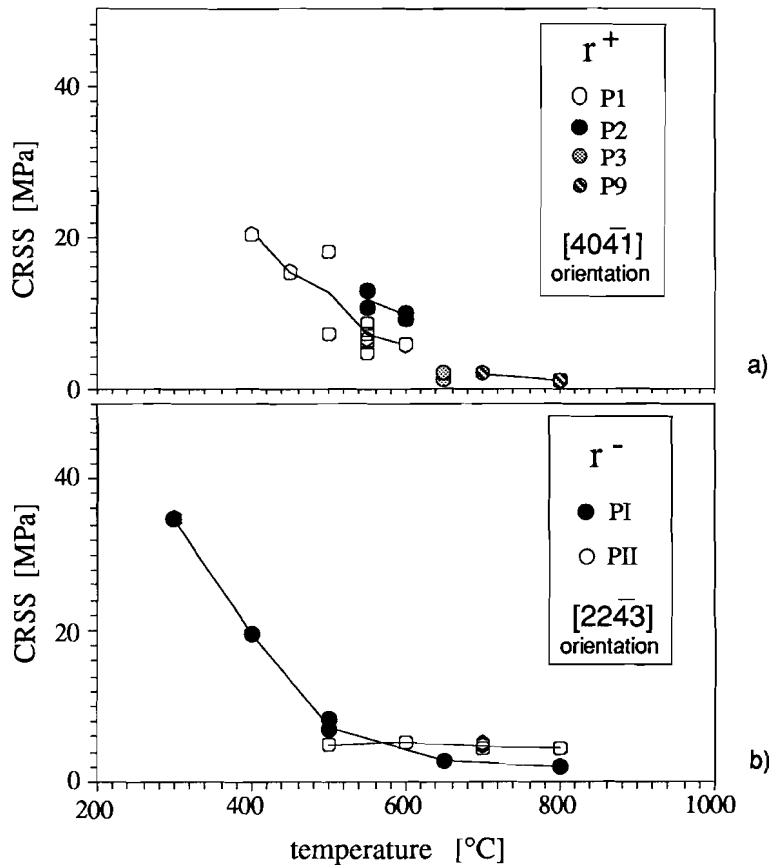 CRSS [MPa]
40
20
0
r⁺
P1
P2
P3
P9
[404̅1]
orientation
a)
CRSS [MPa]
40
20
0
r⁻
PI
PII
[224̅3]
orientation
b)
200 400 600 800 1000
temperature [°C]